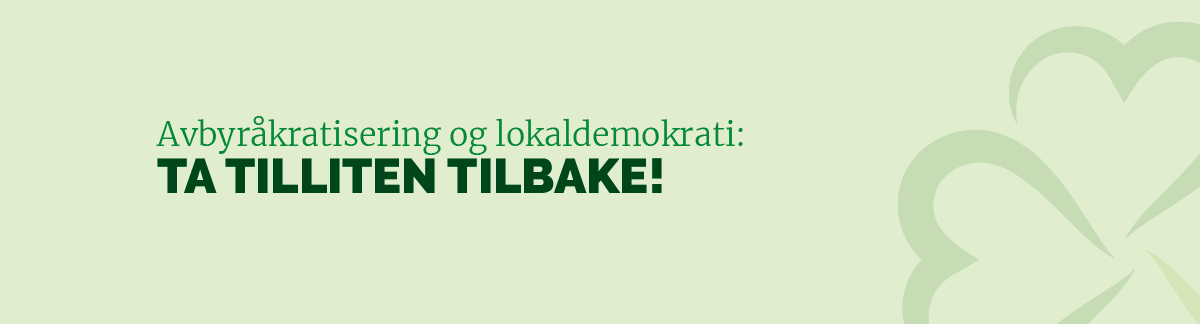 Avbyråkratisering og lokaldemokrati:
TA TILLITEN TILBAKE!